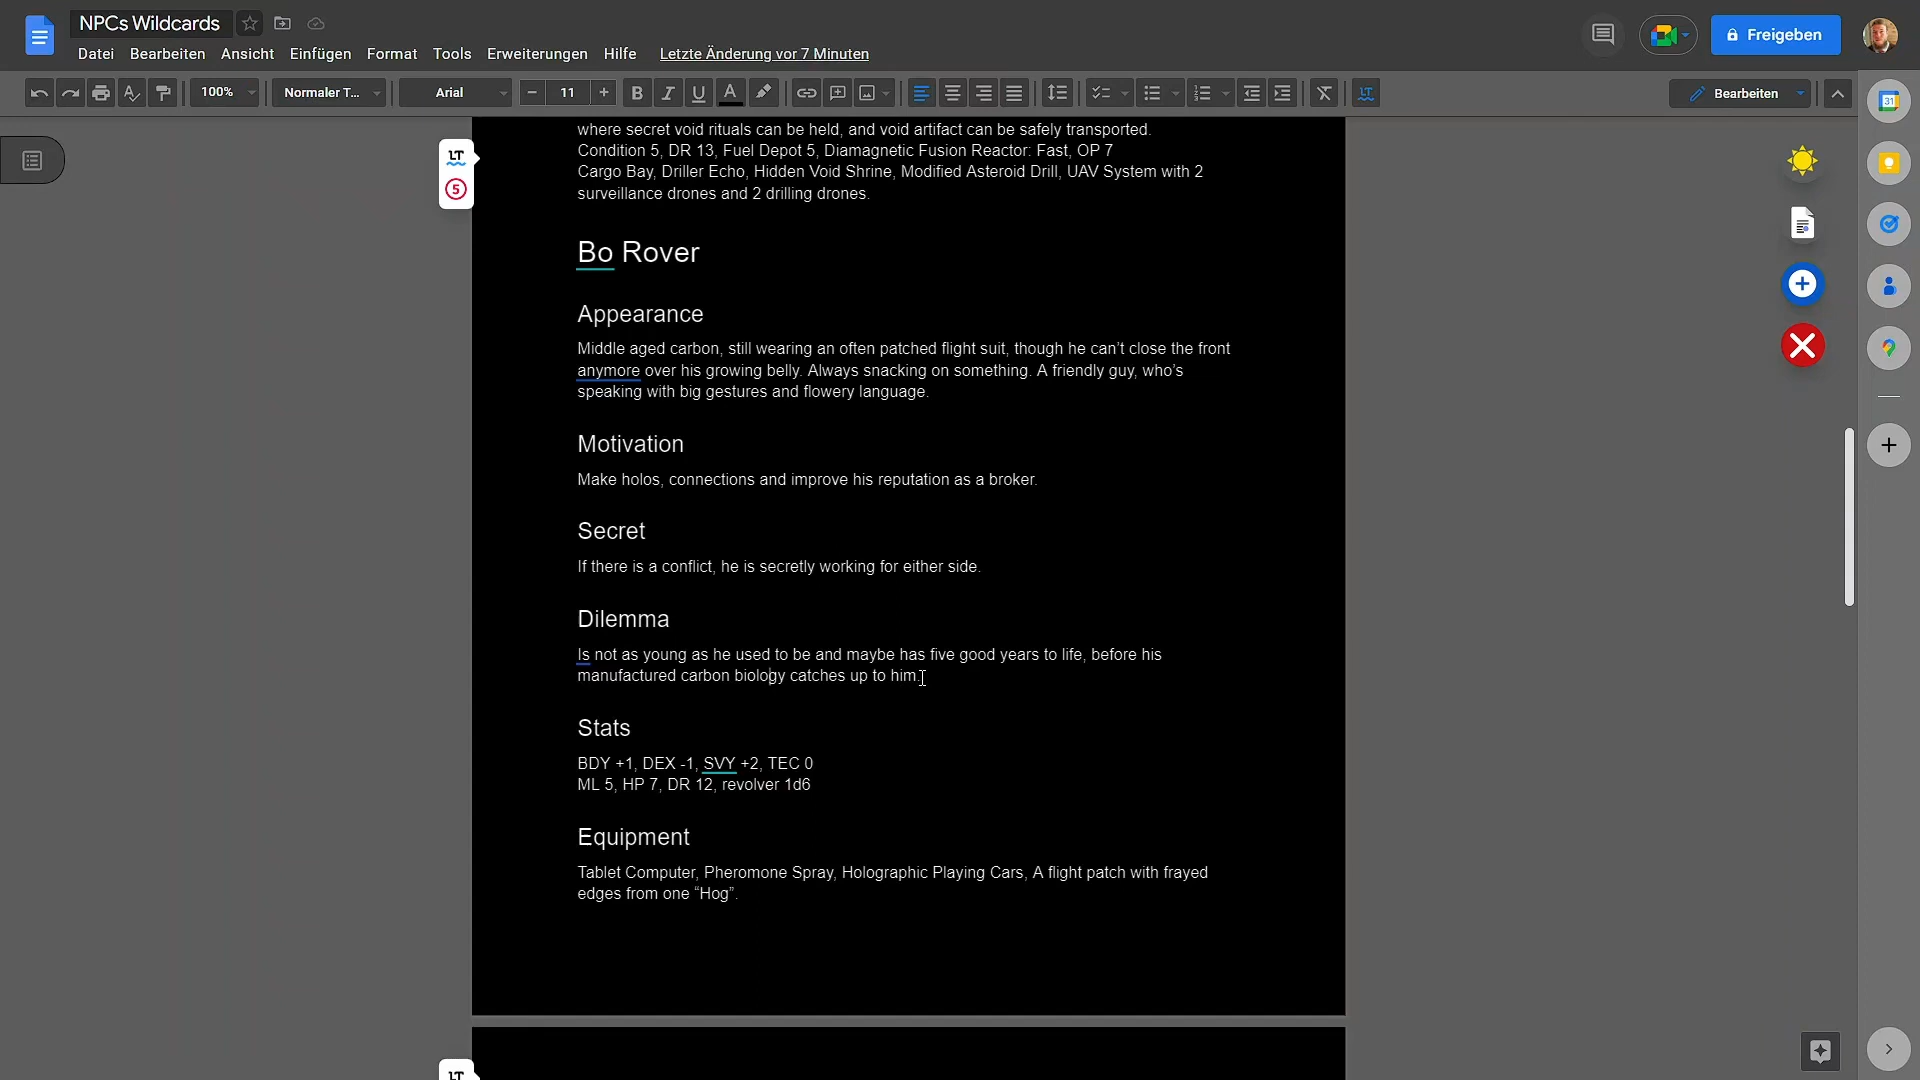 NPCs Wildcards
Datei Bearbeiten Ansicht Einfügen Format Tools Erweiterungen Hilfe Letzte Änderung vor 7 Minuten
Freigeben
100% Normaler T... Arial − 11 + B I U A LT Bearbeiten
31
LT
5
where secret void rituals can be held, and void artifact can be safely transported.
Condition 5, DR 13, Fuel Depot 5, Diamagnetic Fusion Reactor: Fast, OP 7
Cargo Bay, Driller Echo, Hidden Void Shrine, Modified Asteroid Drill, UAV System with 2
surveillance drones and 2 drilling drones.
Bo Rover
Appearance
Middle aged carbon, still wearing an often patched flight suit, though he can't close the front
anymore over his growing belly. Always snacking on something. A friendly guy, who's
speaking with big gestures and flowery language.
Motivation
Make holos, connections and improve his reputation as a broker.
Secret
If there is a conflict, he is secretly working for either side.
Dilemma
Is not as young as he used to be and maybe has five good years to life, before his
manufactured carbon biology catches up to him.
Stats
BDY +1, DEX -1, SVY +2, TEC 0
ML 5, HP 7, DR 12, revolver 1d6
Equipment
Tablet Computer, Pheromone Spray, Holographic Playing Cars, A flight patch with frayed
edges from one “Hog”.
LT